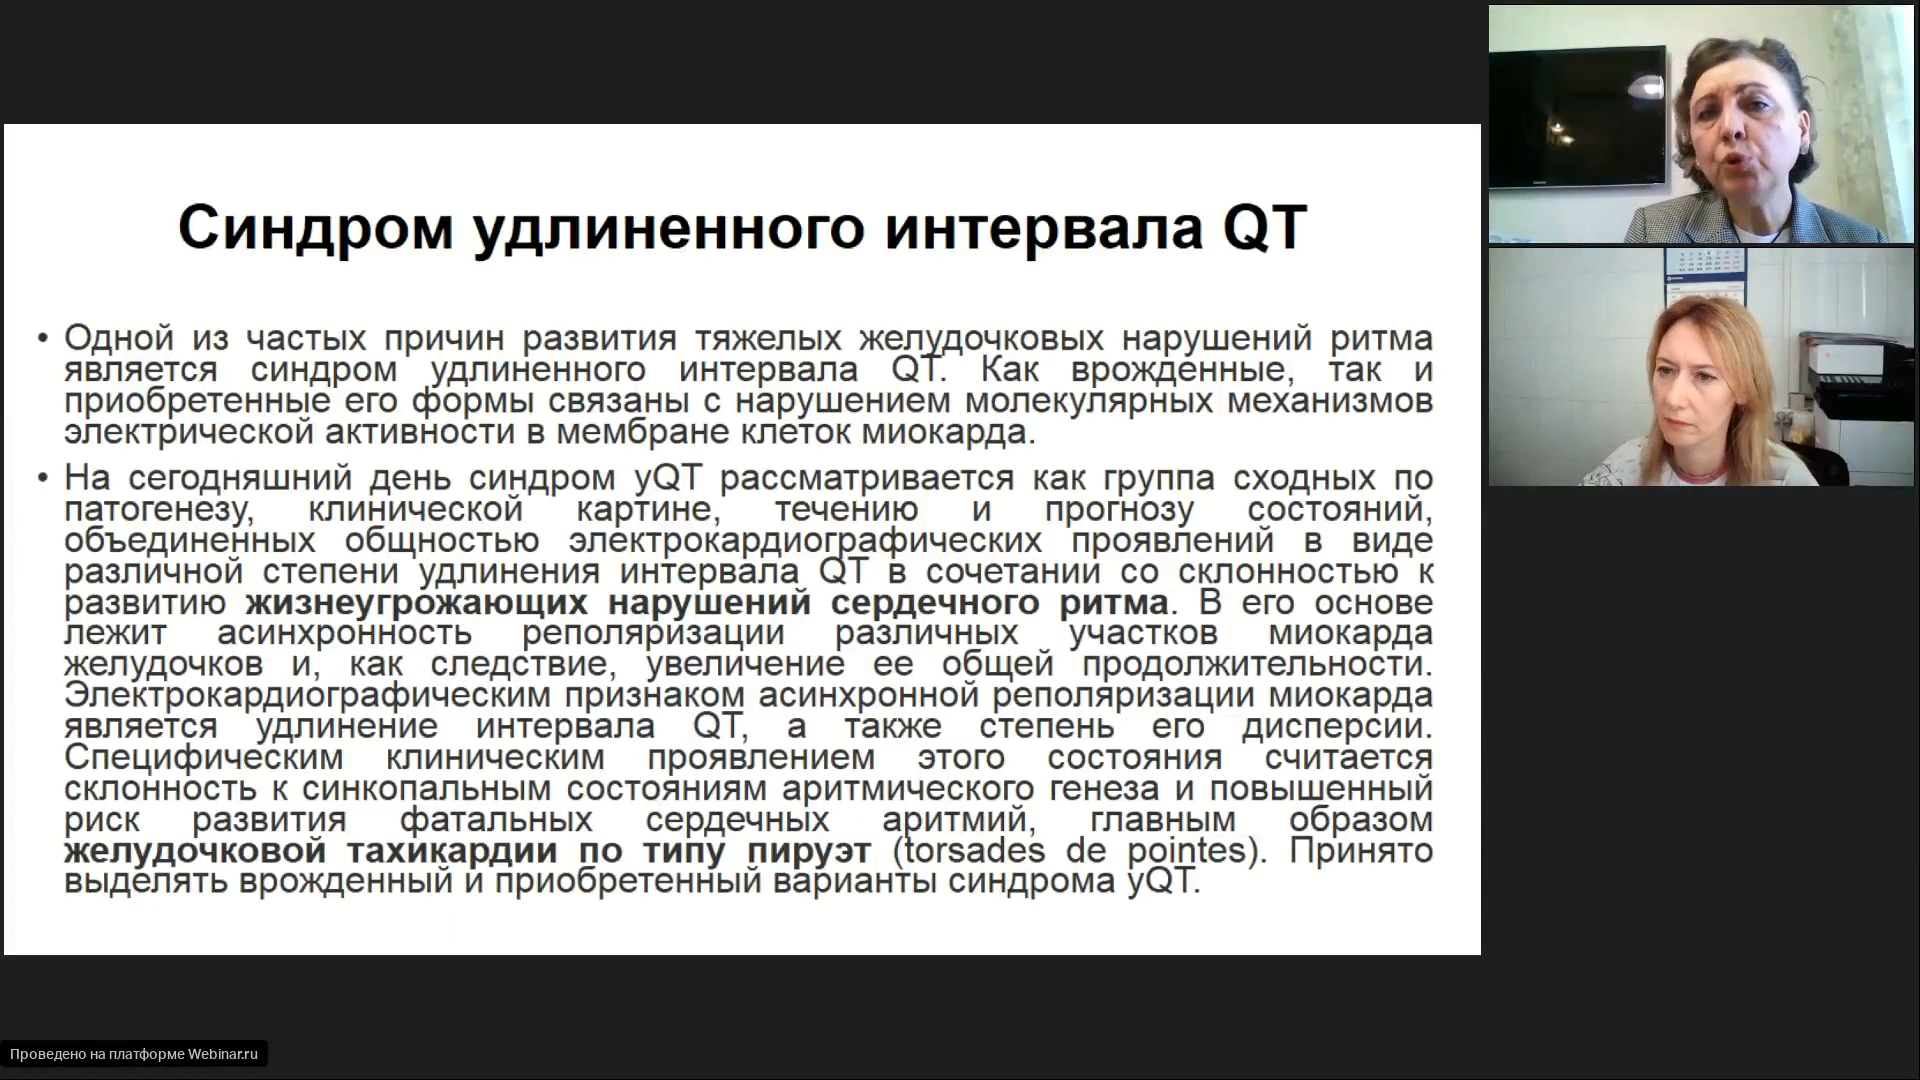 Синдром удлиненного интервала QT
• Одной из частых причин развития тяжелых желудочковых нарушений ритма
является синдром удлиненного интервала QT. Как врожденные, так и
приобретенные его формы связаны с нарушением молекулярных механизмов
электрической активности в мембране клеток миокарда.
• На сегодняшний день синдром уQT рассматривается как группа сходных по
патогенезу, клинической картине, течению и прогнозу состояний,
объединенных общностью электрокардиографических проявлений в виде
различной степени удлинения интервала QT в сочетании со склонностью к
развитию жизнеугрожающих нарушений сердечного ритма. В его основе
лежит асинхронность реполяризации различных участков миокарда
желудочков и, как следствие, увеличение ее общей продолжительности.
Электрокардиографическим признаком асинхронной реполяризации миокарда
является удлинение интервала QT, а также степень его дисперсии.
Специфическим клиническим проявлением этого состояния считается
склонность к синкопальным состояниям аритмического генеза и повышенный
риск развития фатальных сердечных аритмий, главным образом
желудочковой тахикардии по типу пируэт (torsades de pointes). Принято
выделять врожденный и приобретенный варианты синдрома уQT.
Проведено на платформе Webinar.ru